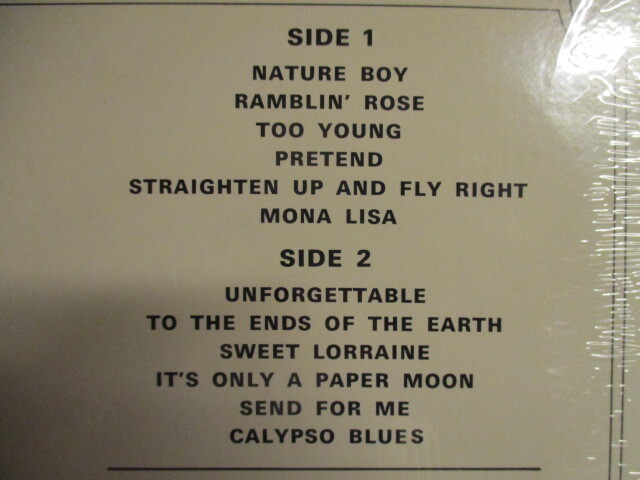 SIDE 1
NATURE BOY
RAMBLIN' ROSE
TOO YOUNG
PRETEND
STRAIGHTEN UP AND FLY RIGHT
MONA LISA
SIDE 2
UNFORGETTABLE
TO THE ENDS OF THE EARTH
SWEET LORRAINE
IT'S ONLY A PAPER MOON
SEND FOR ME
CALYPSO BLUES